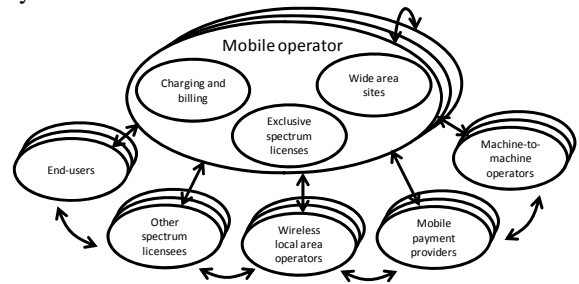 Mobile operator
Charging and
billing
Wide area
sites
Exclusive
spectrum
licenses
End-users
Machine-to-
machine
operators
Other
spectrum
licensees
Wireless
local area
operators
Mobile
payment
providers